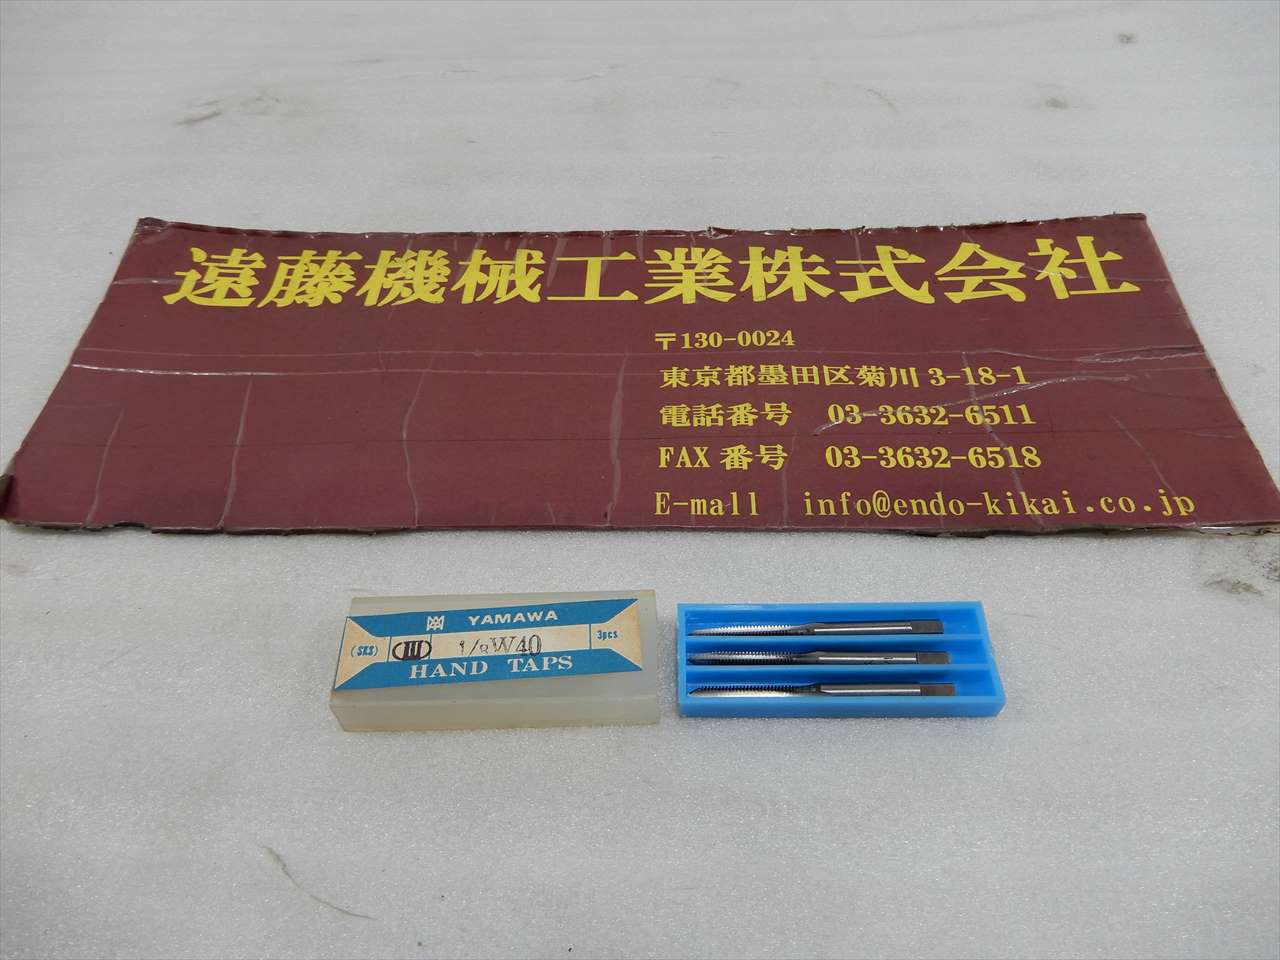 遠藤機械工業株式会社
〒130-0024
東京都墨田区菊川 3-18-1
電話番号 03-3632-6511
FAX 番号 03-3632-6518
E-mall info@endo-kikai.co.jp
YAMAWA
(SKS) III 1/8W40 3pcs
HAND TAPS